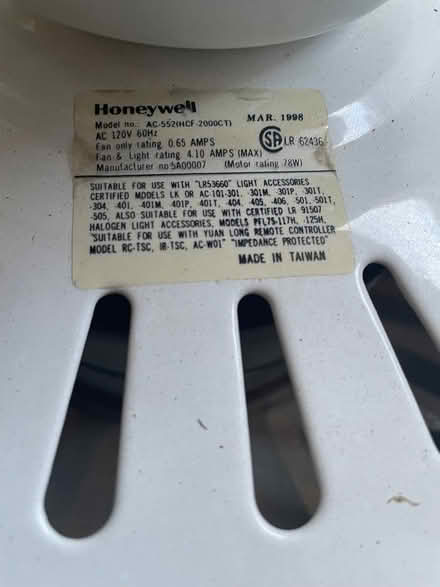 Honeywell MAR. 1998
Model no.: AC-552(HCF-2000CT)
AC 120V 60Hz
Fan only rating 0.65 AMPS SA LR 62436
Fan & Light rating 4.10 AMPS (MAX)
Manufacturer no 5A00007 (Motor rating 78W)
SUITABLE FOR USE WITH "LR53660" LIGHT ACCESSORIES
CERTIFIED MODELS LK OR AC-101-301, -301M, -301P, -301T,
-304, -401, -401M, -401P, -401T, -404, -405, -406, -501, -501T,
-505, ALSO SUITABLE FOR USE WITH CERTIFIED LR 91507
HALOGEN LIGHT ACCESSORIES, MODELS PFL75-117H, -125H,
"SUITABLE FOR USE WITH YUAN LONG REMOTE CONTROLLER
MODEL RC-TSC, IR-TSC, AC-W01" "IMPEDANCE PROTECTED"
MADE IN TAIWAN